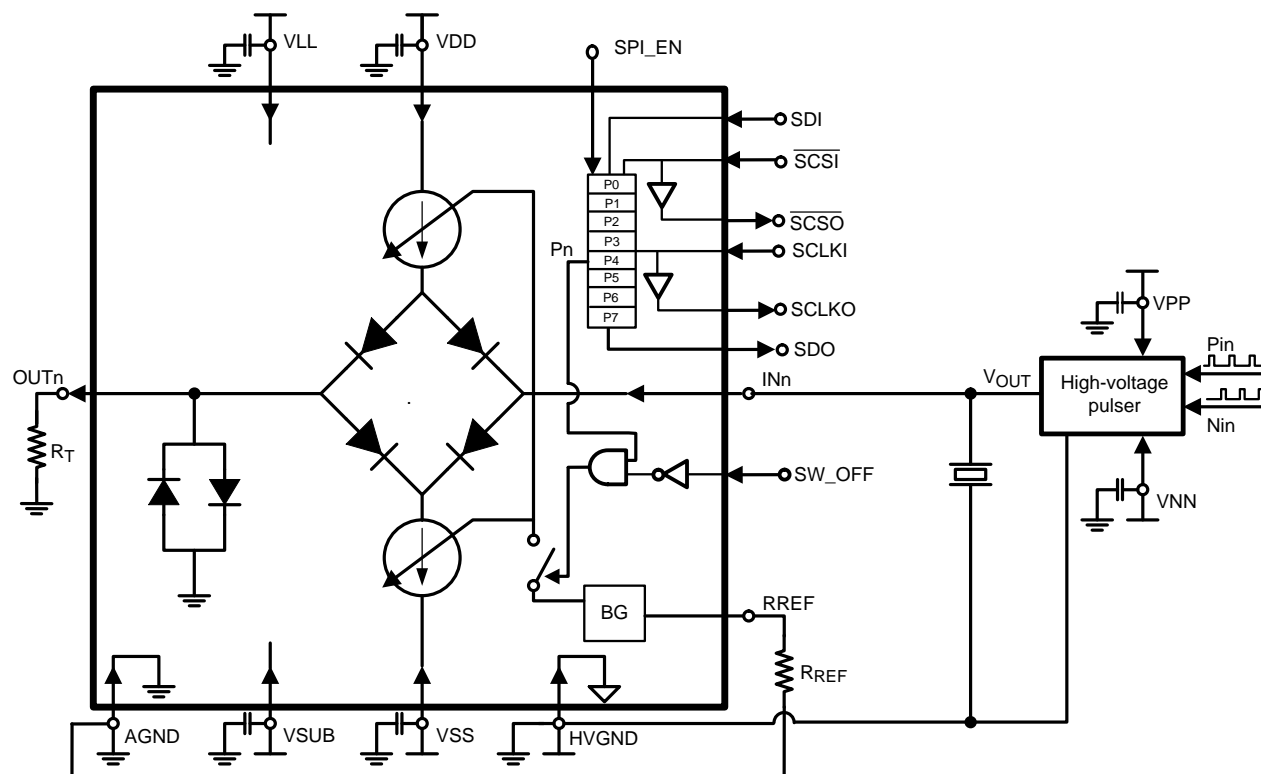 VLL
VDD
SPI_EN
SDI
SCSI
SCSO
SCLKI
SCLKO
SDO
P0
P1
P2
P3
P4
P5
P6
P7
Pn
OUTn
RT
INn
VOUT
High-voltage
pulser
VPP
Pin
Nin
VNN
SW_OFF
BG
RREF
RREF
AGND
VSUB
VSS
HVGND